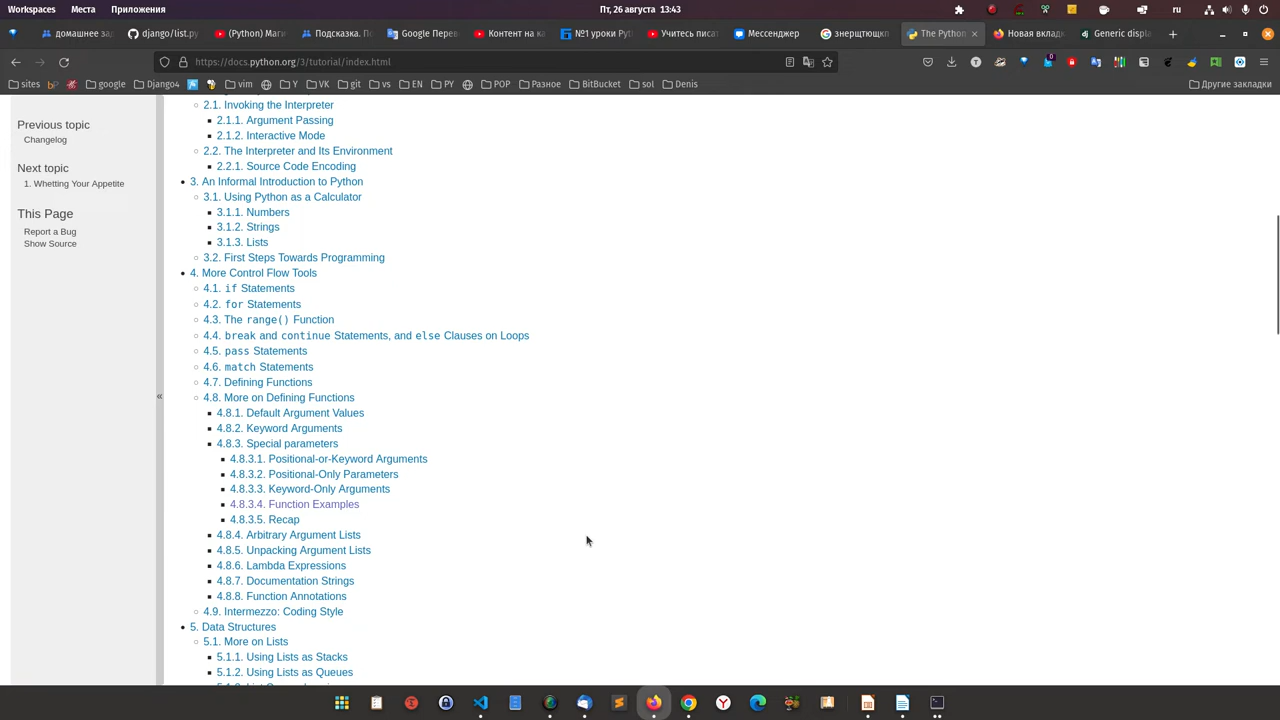 Workspaces Места Приложения Пт, 26 августа 13:43 ru
домашнее зад django/list.py (Python) Маги Подсказка. П Google Перев Контент на ка №1 уроки Pyt Учитесь писат Мессенджер знерщтющкп The Python Новая вклад Generic displa
https://docs.python.org/3/tutorial/index.html
sites google Django4 vim Y VK git vs EN PY POP Разное BitBucket sol Denis Другие закладки
Previous topic
Changelog
Next topic
1. Whetting Your Appetite
This Page
Report a Bug
Show Source
«
2.1. Invoking the Interpreter
2.1.1. Argument Passing
2.1.2. Interactive Mode
2.2. The Interpreter and Its Environment
2.2.1. Source Code Encoding
3. An Informal Introduction to Python
3.1. Using Python as a Calculator
3.1.1. Numbers
3.1.2. Strings
3.1.3. Lists
3.2. First Steps Towards Programming
4. More Control Flow Tools
4.1. if Statements
4.2. for Statements
4.3. The range() Function
4.4. break and continue Statements, and else Clauses on Loops
4.5. pass Statements
4.6. match Statements
4.7. Defining Functions
4.8. More on Defining Functions
4.8.1. Default Argument Values
4.8.2. Keyword Arguments
4.8.3. Special parameters
4.8.3.1. Positional-or-Keyword Arguments
4.8.3.2. Positional-Only Parameters
4.8.3.3. Keyword-Only Arguments
4.8.3.4. Function Examples
4.8.3.5. Recap
4.8.4. Arbitrary Argument Lists
4.8.5. Unpacking Argument Lists
4.8.6. Lambda Expressions
4.8.7. Documentation Strings
4.8.8. Function Annotations
4.9. Intermezzo: Coding Style
5. Data Structures
5.1. More on Lists
5.1.1. Using Lists as Stacks
5.1.2. Using Lists as Queues